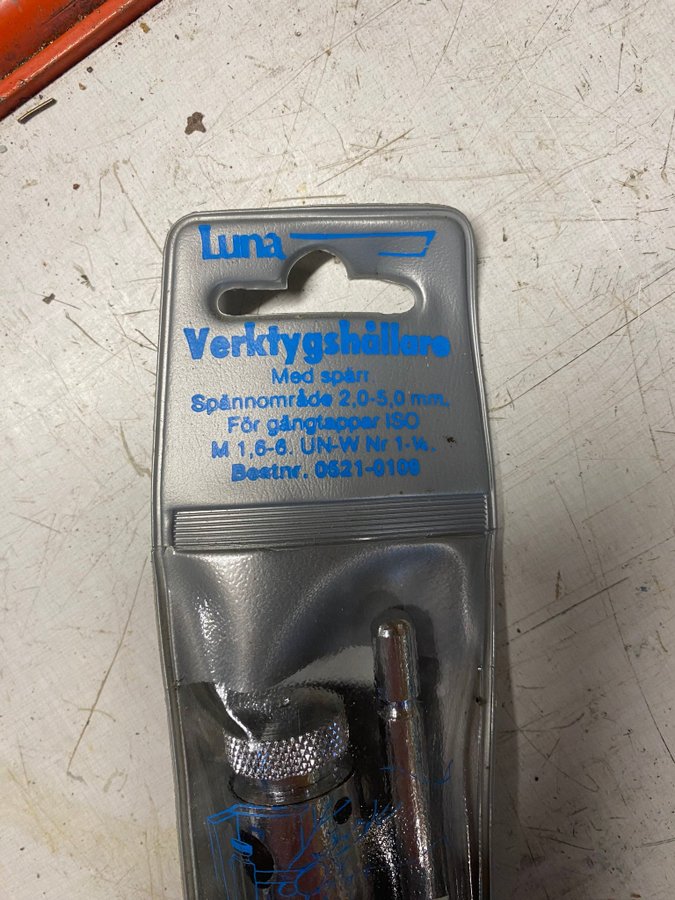 Luna
Verktygshållare
Med spärr
Spännområde 2,0-5,0 mm.
För gängtappar ISO
M 1,6-6. UN-W Nr 1-¼.
Bestnr. 0521-0106